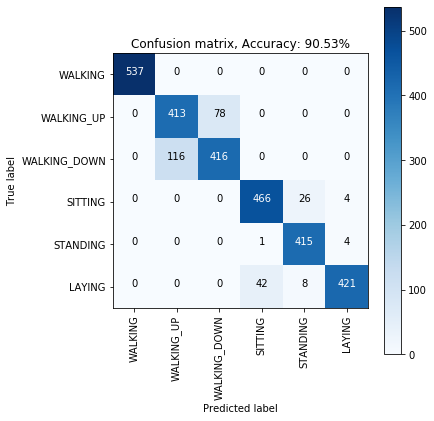 Confusion matrix, Accuracy: 90.53%
True label
WALKING 537 0 0 0 0 0
WALKING_UP 0 413 78 0 0 0
WALKING_DOWN 0 116 416 0 0 0
SITTING 0 0 0 466 26 4
STANDING 0 0 0 1 415 4
LAYING 0 0 0 42 8 421
WALKING WALKING_UP WALKING_DOWN SITTING STANDING LAYING
Predicted label
500
400
300
200
100
0